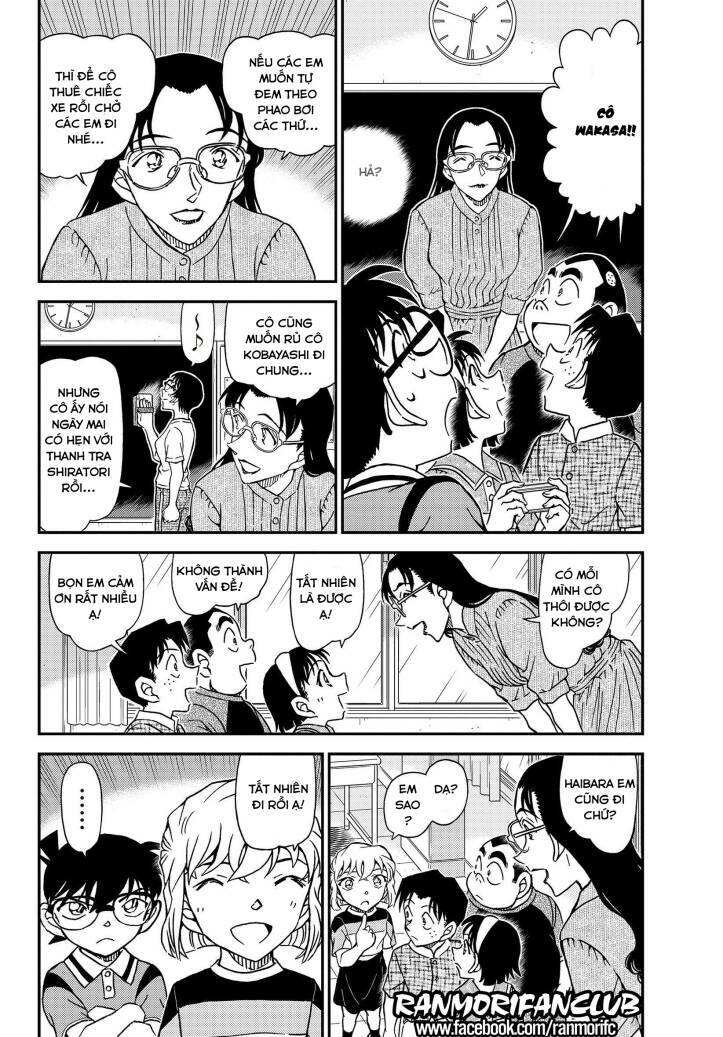 CÔ
WAKASA!!
HẢ?
NẾU CÁC EM
MUỐN TỰ
ĐEM THEO
PHAO BƠI
CÁC THỨ...
THÌ ĐỂ CÔ
THUÊ CHIẾC
XE RỒI CHỞ
CÁC EM ĐI
NHÉ...
CÔ CŨNG
MUỐN RỦ CÔ
KOBAYASHI ĐI
CHUNG...
NHƯNG
CÔ ẤY NÓI
NGÀY MAI
CÓ HẸN VỚI
THANH TRA
SHIRATORI
RỒI...
CÓ MỖI
MÌNH CÔ
THÔI ĐƯỢC
KHÔNG?
TẤT NHIÊN
LÀ ĐƯỢC
Ạ!
KHÔNG THÀNH
VẤN ĐỀ!
BỌN EM CẢM
ƠN RẤT NHIỀU
Ạ!
HAIBARA EM
CŨNG ĐI
CHỨ?
DẠ?
EM
SAO?
TẤT NHIÊN
ĐI RỒI Ạ!
......
RANMORIFANCLUB
www.facebook.com/ranmorifc